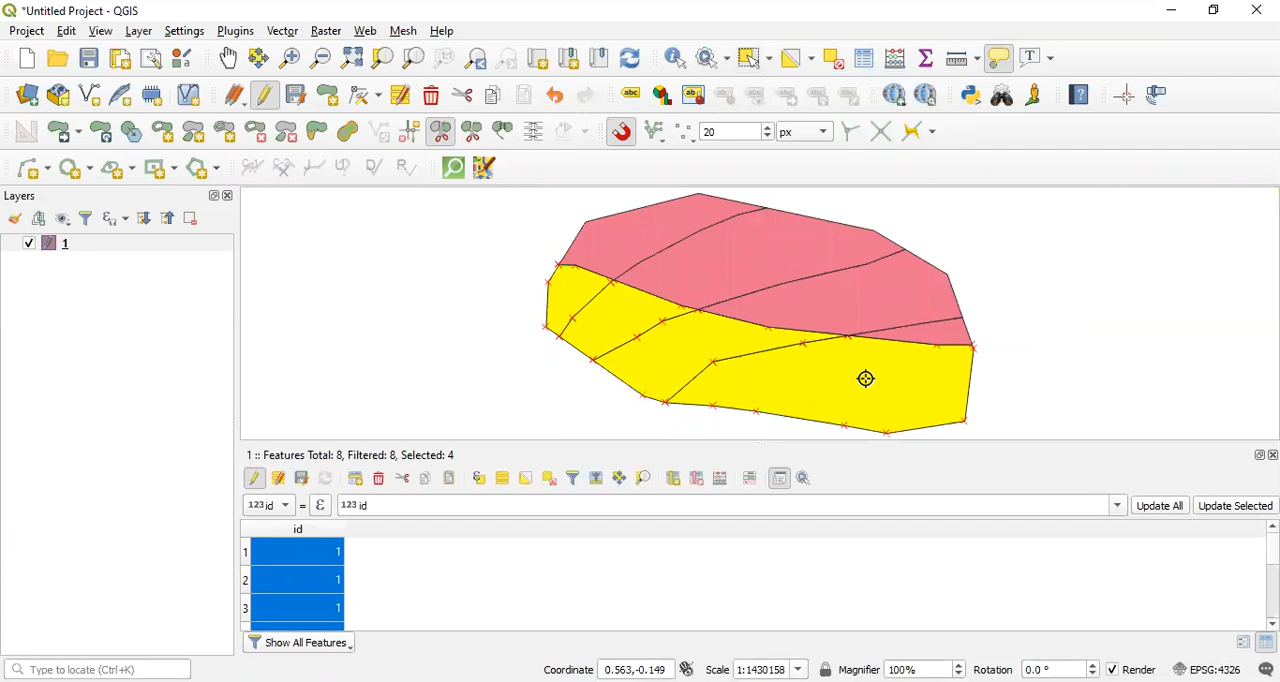 *Untitled Project - QGIS
Project Edit View Layer Settings Plugins Vector Raster Web Mesh Help
20 px
Layers
1
1 :: Features Total: 8, Filtered: 8, Selected: 4
123 id = ε 123 id Update All Update Selected
id
1 1
2 1
3 1
Show All Features
Type to locate (Ctrl+K) Coordinate 0.563,-0.149 Scale 1:1430158 Magnifier 100% Rotation 0.0 ° Render EPSG:4326